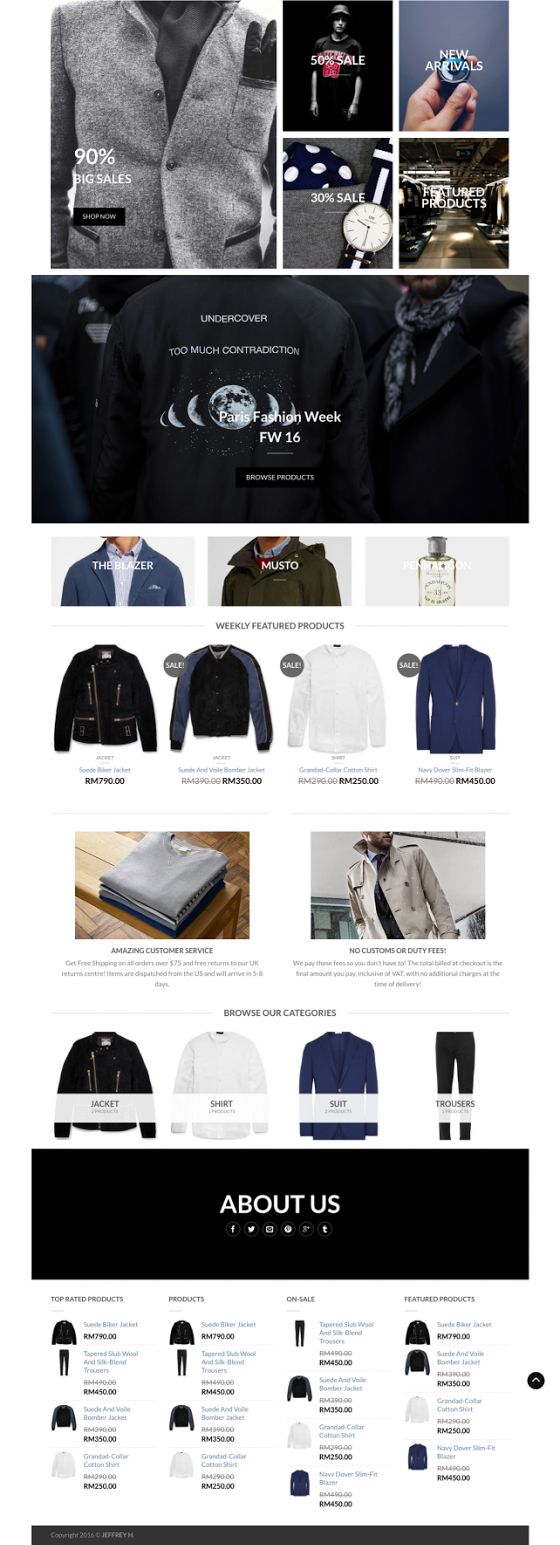 90%
BIG SALES
SHOP NOW
50% SALE
NEW
ARRIVALS
30% SALE
FEATURED
PRODUCTS
UNDERCOVER
TOO MUCH CONTRADICTION
Paris Fashion Week
FW 16
BROWSE PRODUCTS
THE BLAZER
MUSTO
PENHALIGON
33
WEEKLY FEATURED PRODUCTS
SALE!
SALE!
SALE!
JACKET
Suede Biker Jacket
RM790.00
JACKET
Suede And Voile Bomber Jacket
RM390.00 RM350.00
SHIRT
Grandad-Collar Cotton Shirt
RM290.00 RM250.00
SUIT
Navy Dover Slim-Fit Blazer
RM490.00 RM450.00
AMAZING CUSTOMER SERVICE
Get Free Shipping on all orders over $75 and free returns to our UK
returns centre! Items are dispatched from the US and will arrive in 5-8
days.
NO CUSTOMS OR DUTY FEES!
We pay these fees so you don't have to! The total billed at checkout is the
final amount you pay, inclusive of VAT, with no additional charges at the
time of delivery!
BROWSE OUR CATEGORIES
JACKET
2 PRODUCTS
SHIRT
1 PRODUCTS
SUIT
2 PRODUCTS
TROUSERS
1 PRODUCTS
ABOUT US
TOP RATED PRODUCTS
Suede Biker Jacket
RM790.00
Tapered Slub Wool
And Silk-Blend
Trousers
RM490.00
RM450.00
Suede And Voile
Bomber Jacket
RM390.00
RM350.00
Grandad-Collar
Cotton Shirt
RM290.00
RM250.00
PRODUCTS
Suede Biker Jacket
RM790.00
Tapered Slub Wool
And Silk-Blend
Trousers
RM490.00
RM450.00
Suede And Voile
Bomber Jacket
RM390.00
RM350.00
Grandad-Collar
Cotton Shirt
RM290.00
RM250.00
ON-SALE
Tapered Slub Wool
And Silk-Blend
Trousers
RM490.00
RM450.00
Suede And Voile
Bomber Jacket
RM390.00
RM350.00
Grandad-Collar
Cotton Shirt
RM290.00
RM250.00
Navy Dover Slim-Fit
Blazer
RM490.00
RM450.00
FEATURED PRODUCTS
Suede Biker Jacket
RM790.00
Suede And Voile
Bomber Jacket
RM390.00
RM350.00
Grandad-Collar
Cotton Shirt
RM290.00
RM250.00
Navy Dover Slim-Fit
Blazer
RM490.00
RM450.00
Copyright 2016 © JEFFREY H.